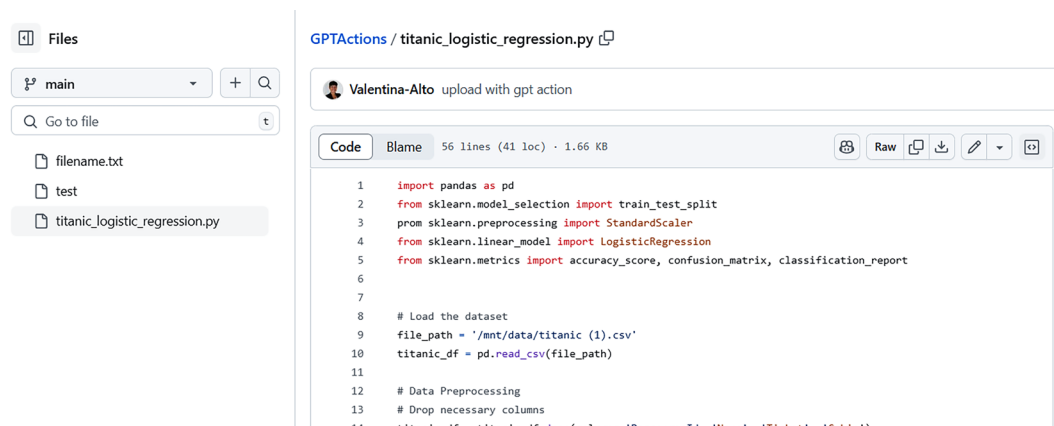 Files
main
Go to file
t
filename.txt
test
titanic_logistic_regression.py
GPTActions / titanic_logistic_regression.py
Valentina-Alto upload with gpt action
Code Blame 56 lines (41 loc) · 1.66 KB Raw
1 import pandas as pd
2 from sklearn.model_selection import train_test_split
3 prom sklearn.preprocessing import StandardScaler
4 from sklearn.linear_model import LogisticRegression
5 from sklearn.metrics import accuracy_score, confusion_matrix, classification_report
6
7
8 # Load the dataset
9 file_path = '/mnt/data/titanic (1).csv'
10 titanic_df = pd.read_csv(file_path)
11
12 # Data Preprocessing
13 # Drop necessary columns